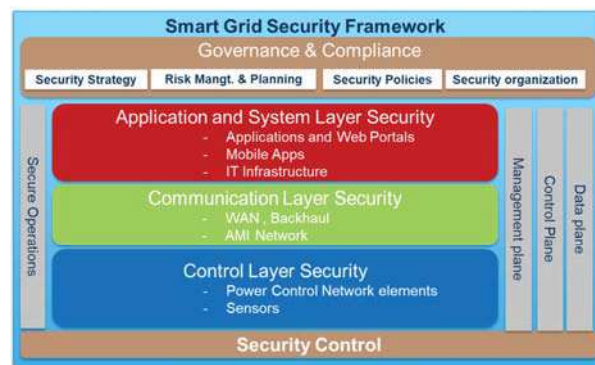 Smart Grid Security Framework
Governance & Compliance
Security Strategy
Risk Mangt. & Planning
Security Policies
Security organization
Secure Operations
Application and System Layer Security
- Applications and Web Portals
- Mobile Apps
- IT Infrastructure
Communication Layer Security
- WAN , Backhaul
- AMI Network
Control Layer Security
- Power Control Network elements
- Sensors
Management plane
Control Plane
Data plane
Security Control